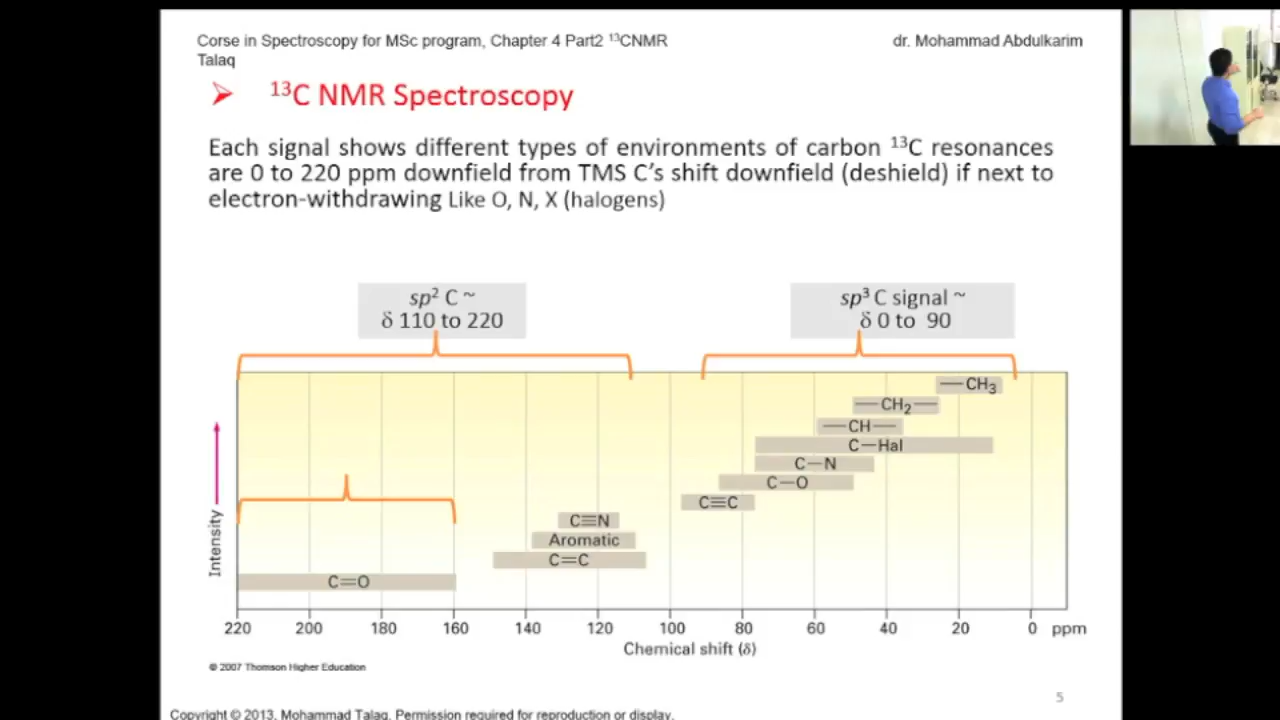 Corse in Spectroscopy for MSc program, Chapter 4 Part2 ¹³CNMR
Talaq
dr. Mohammad Abdulkarim
➢ ¹³C NMR Spectroscopy
Each signal shows different types of environments of carbon ¹³C resonances
are 0 to 220 ppm downfield from TMS C’s shift downfield (deshield) if next to
electron-withdrawing Like O, N, X (halogens)
sp² C ~
δ 110 to 220
sp³ C signal ~
δ 0 to 90
—CH₃
—CH₂—
—CH—
C—Hal
C—N
C—O
C≡C
C≡N
Aromatic
C=C
C=O
Intensity
220 200 180 160 140 120 100 80 60 40 20 0 ppm
Chemical shift (δ)
© 2007 Thomson Higher Education
5
Copyright © 2013, Mohammad Talaq. Permission required for reproduction or display.